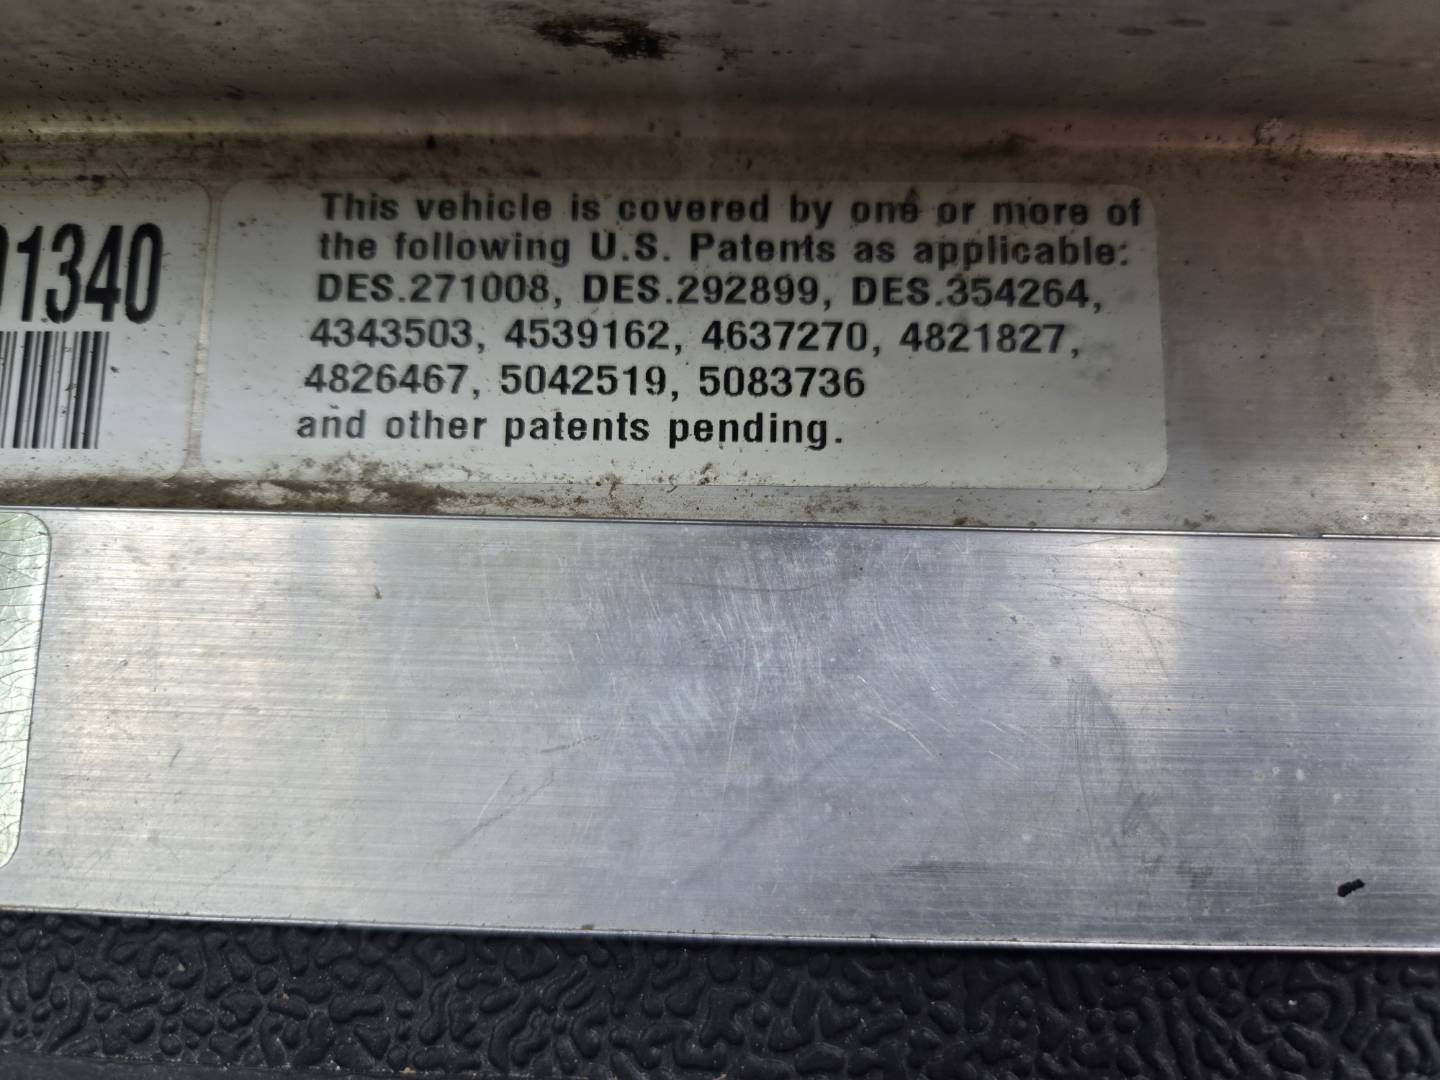 01340
This vehicle is covered by one or more of
the following U.S. Patents as applicable:
DES.271008, DES.292899, DES.354264,
4343503, 4539162, 4637270, 4821827,
4826467, 5042519, 5083736
and other patents pending.